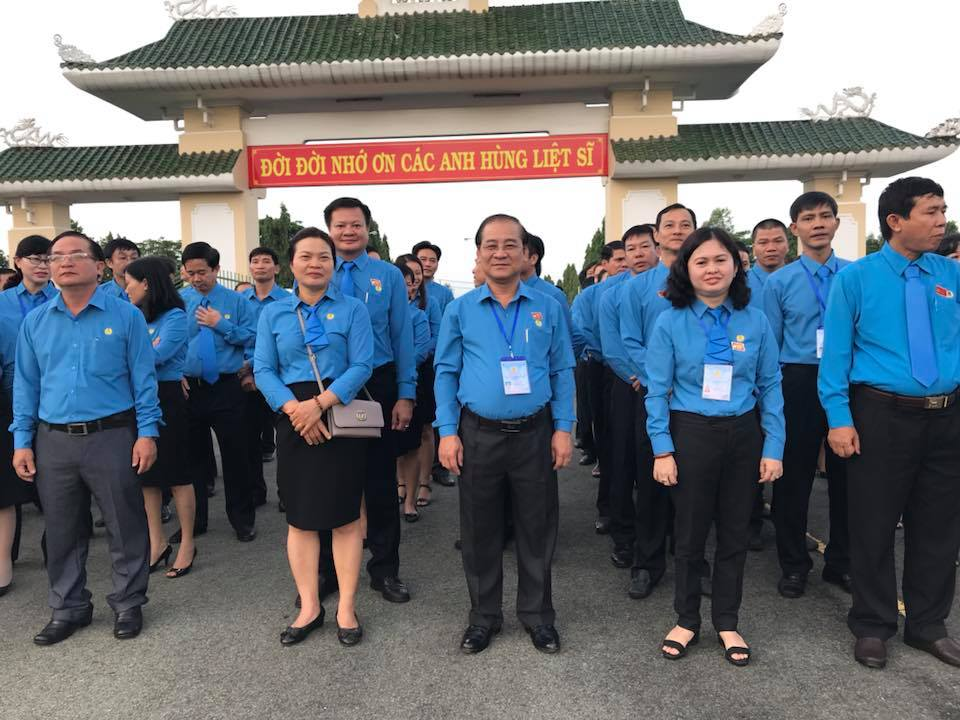 ĐỜI ĐỜI NHỚ ƠN CÁC ANH HÙNG LIỆT SĨ